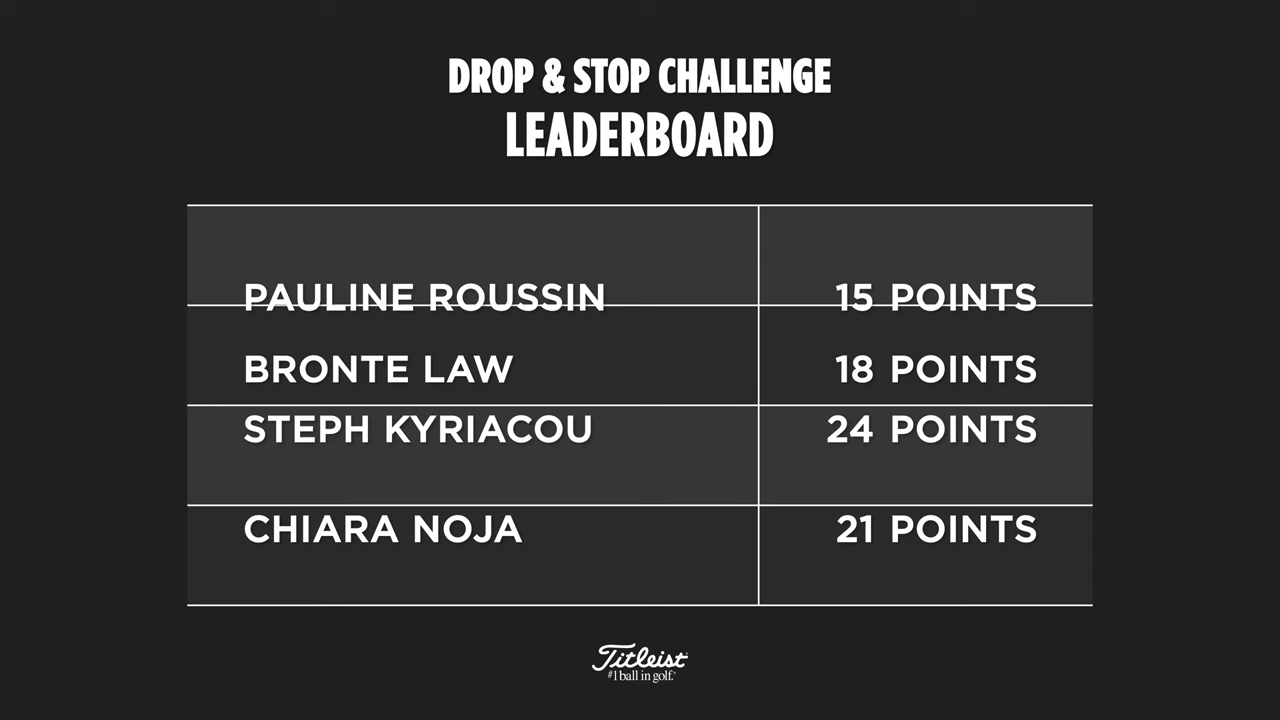 DROP & STOP CHALLENGE
LEADERBOARD
PAULINE ROUSSIN 15 POINTS
BRONTE LAW 18 POINTS
STEPH KYRIACOU 24 POINTS
CHIARA NOJA 21 POINTS
Titleist
#1 ball in golf.